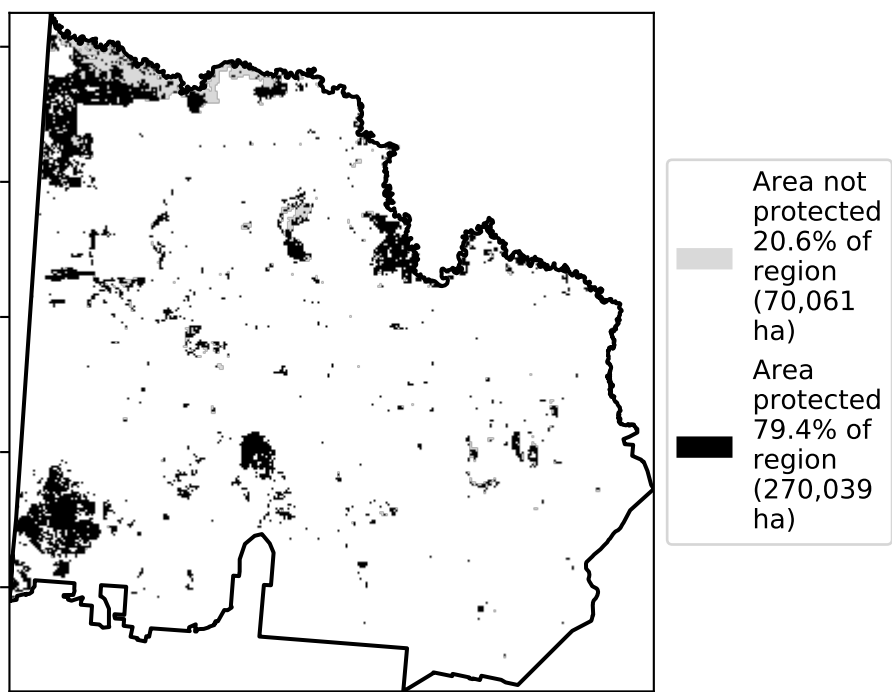 Area not
protected
20.6% of
region
(70,061
ha)
Area
protected
79.4% of
region
(270,039
ha)